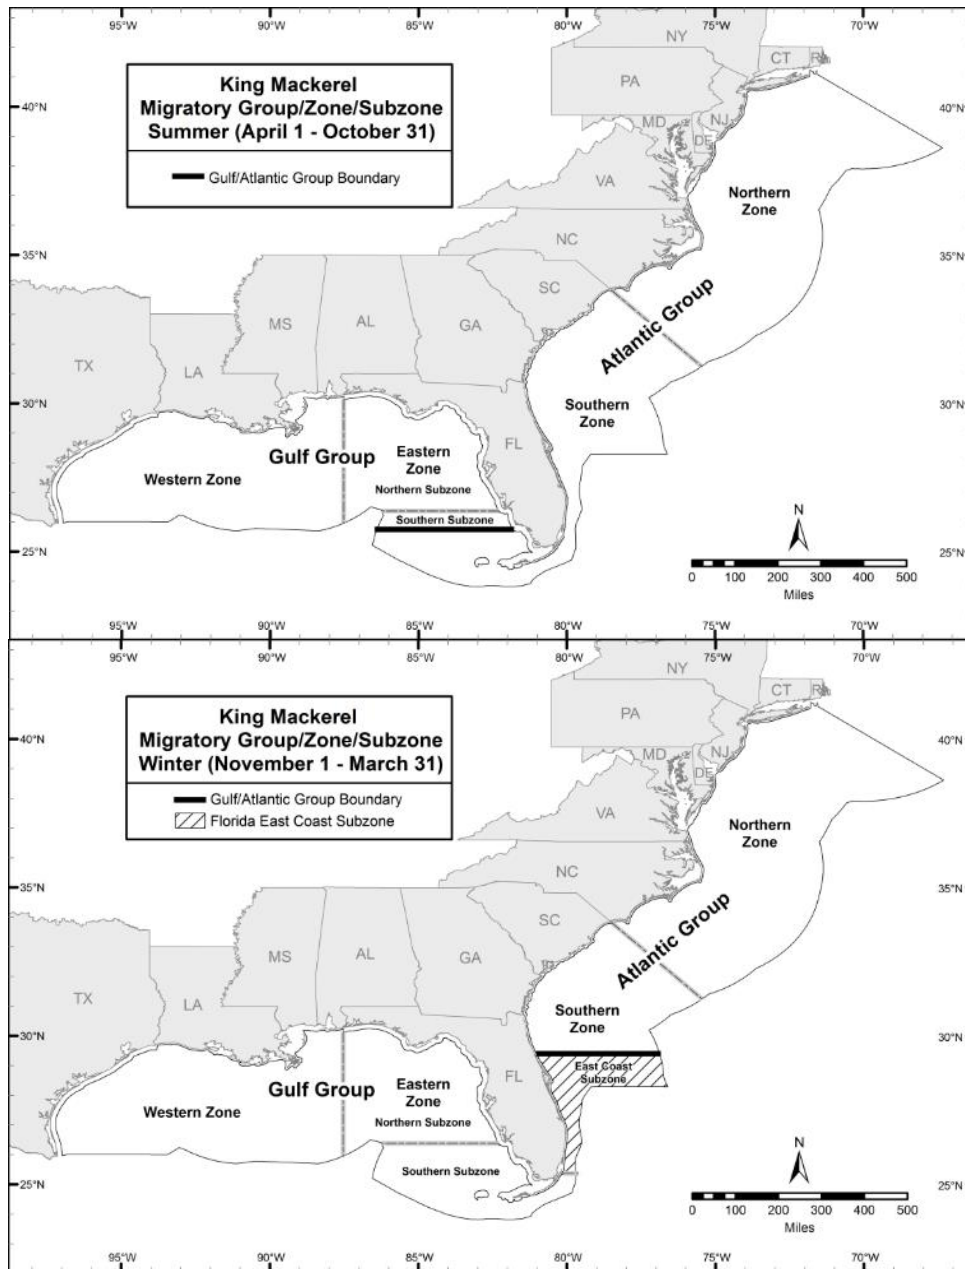 95°W 90°W 85°W 80°W 75°W 70°W
NY
CT RI
King Mackerel
Migratory Group/Zone/Subzone
Summer (April 1 - October 31)
Gulf/Atlantic Group Boundary
PA
40°N 40°N
MD NJ
DE
VA
Northern
Zone
NC
35°N 35°N
SC
Atlantic Group
MS AL GA
TX LA
30°N 30°N
Southern
Zone
FL
Gulf Group
Eastern
Zone
Western Zone
Northern Subzone
Southern Subzone
N
25°N 25°N
0 100 200 300 400 500
Miles
95°W 90°W 85°W 80°W 75°W 70°W
95°W 90°W 85°W 80°W 75°W 70°W
NY
CT RI
King Mackerel
Migratory Group/Zone/Subzone
Winter (November 1 - March 31)
Gulf/Atlantic Group Boundary
Florida East Coast Subzone
PA
40°N 40°N
MD NJ
DE
VA
Northern
Zone
NC
35°N 35°N
SC
Atlantic Group
MS AL GA
TX LA
Southern
Zone
30°N 30°N
East Coast
Subzone
FL
Gulf Group
Eastern
Zone
Western Zone
Northern Subzone
Southern Subzone
N
25°N 25°N
0 100 200 300 400 500
Miles
95°W 90°W 85°W 80°W 75°W 70°W